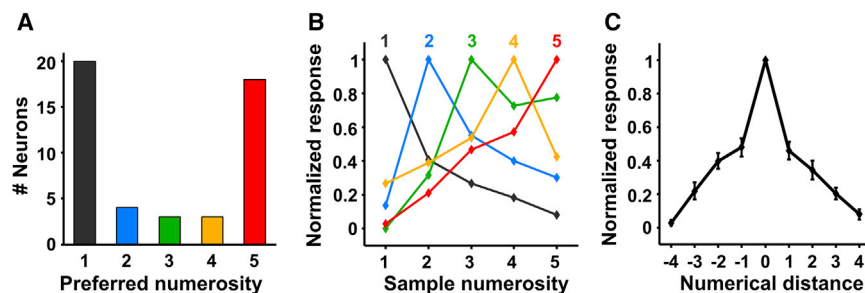 A
# Neurons
20
15
10
5
0
1 2 3 4 5
Preferred numerosity
B
1 2 3 4 5
Normalized response
1
0.8
0.6
0.4
0.2
0
1 2 3 4 5
Sample numerosity
C
Normalized response
1
0.8
0.6
0.4
0.2
0
-4 -3 -2 -1 0 1 2 3 4
Numerical distance